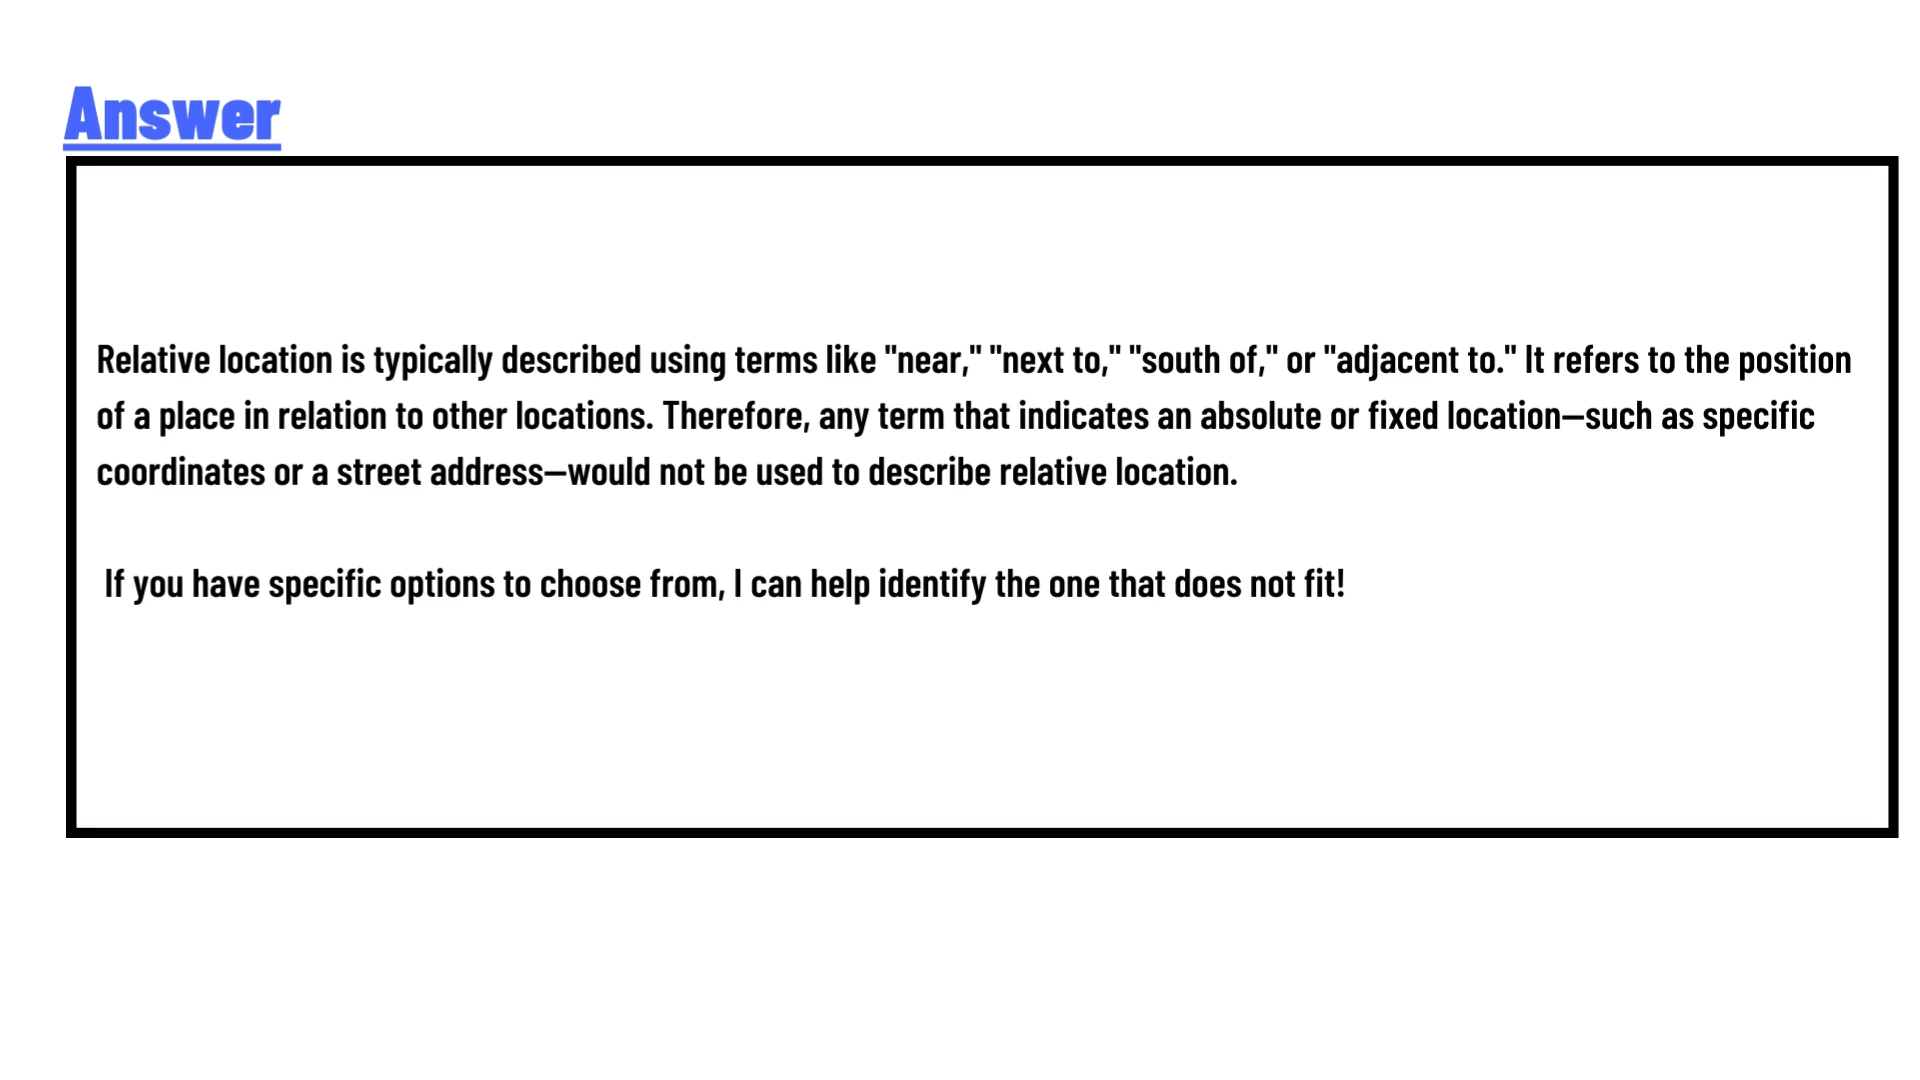 Answer
Relative location is typically described using terms like "near," "next to," "south of," or "adjacent to." It refers to the position
of a place in relation to other locations. Therefore, any term that indicates an absolute or fixed location—such as specific
coordinates or a street address—would not be used to describe relative location.
If you have specific options to choose from, I can help identify the one that does not fit!